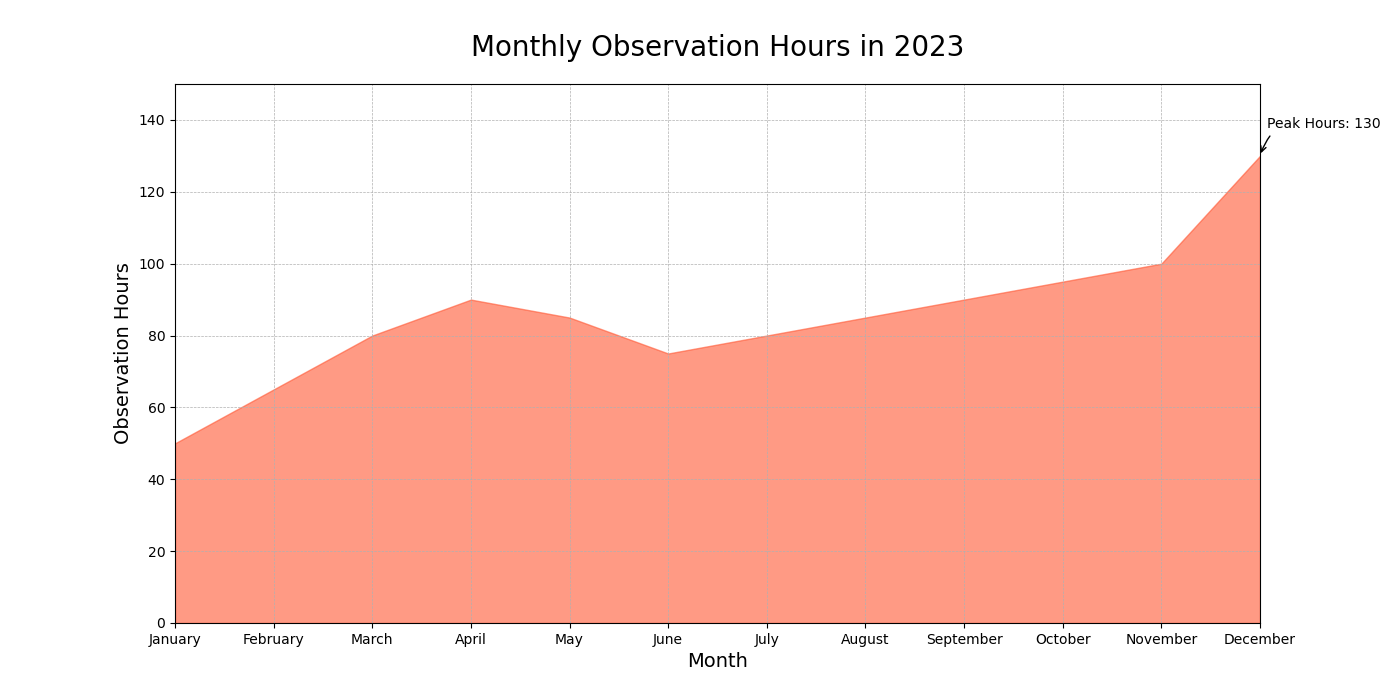 Monthly Observation Hours in 2023
Peak Hours: 130
140
120
100
80
60
40
20
0
Observation Hours
January February March April May June July August September October November December
Month